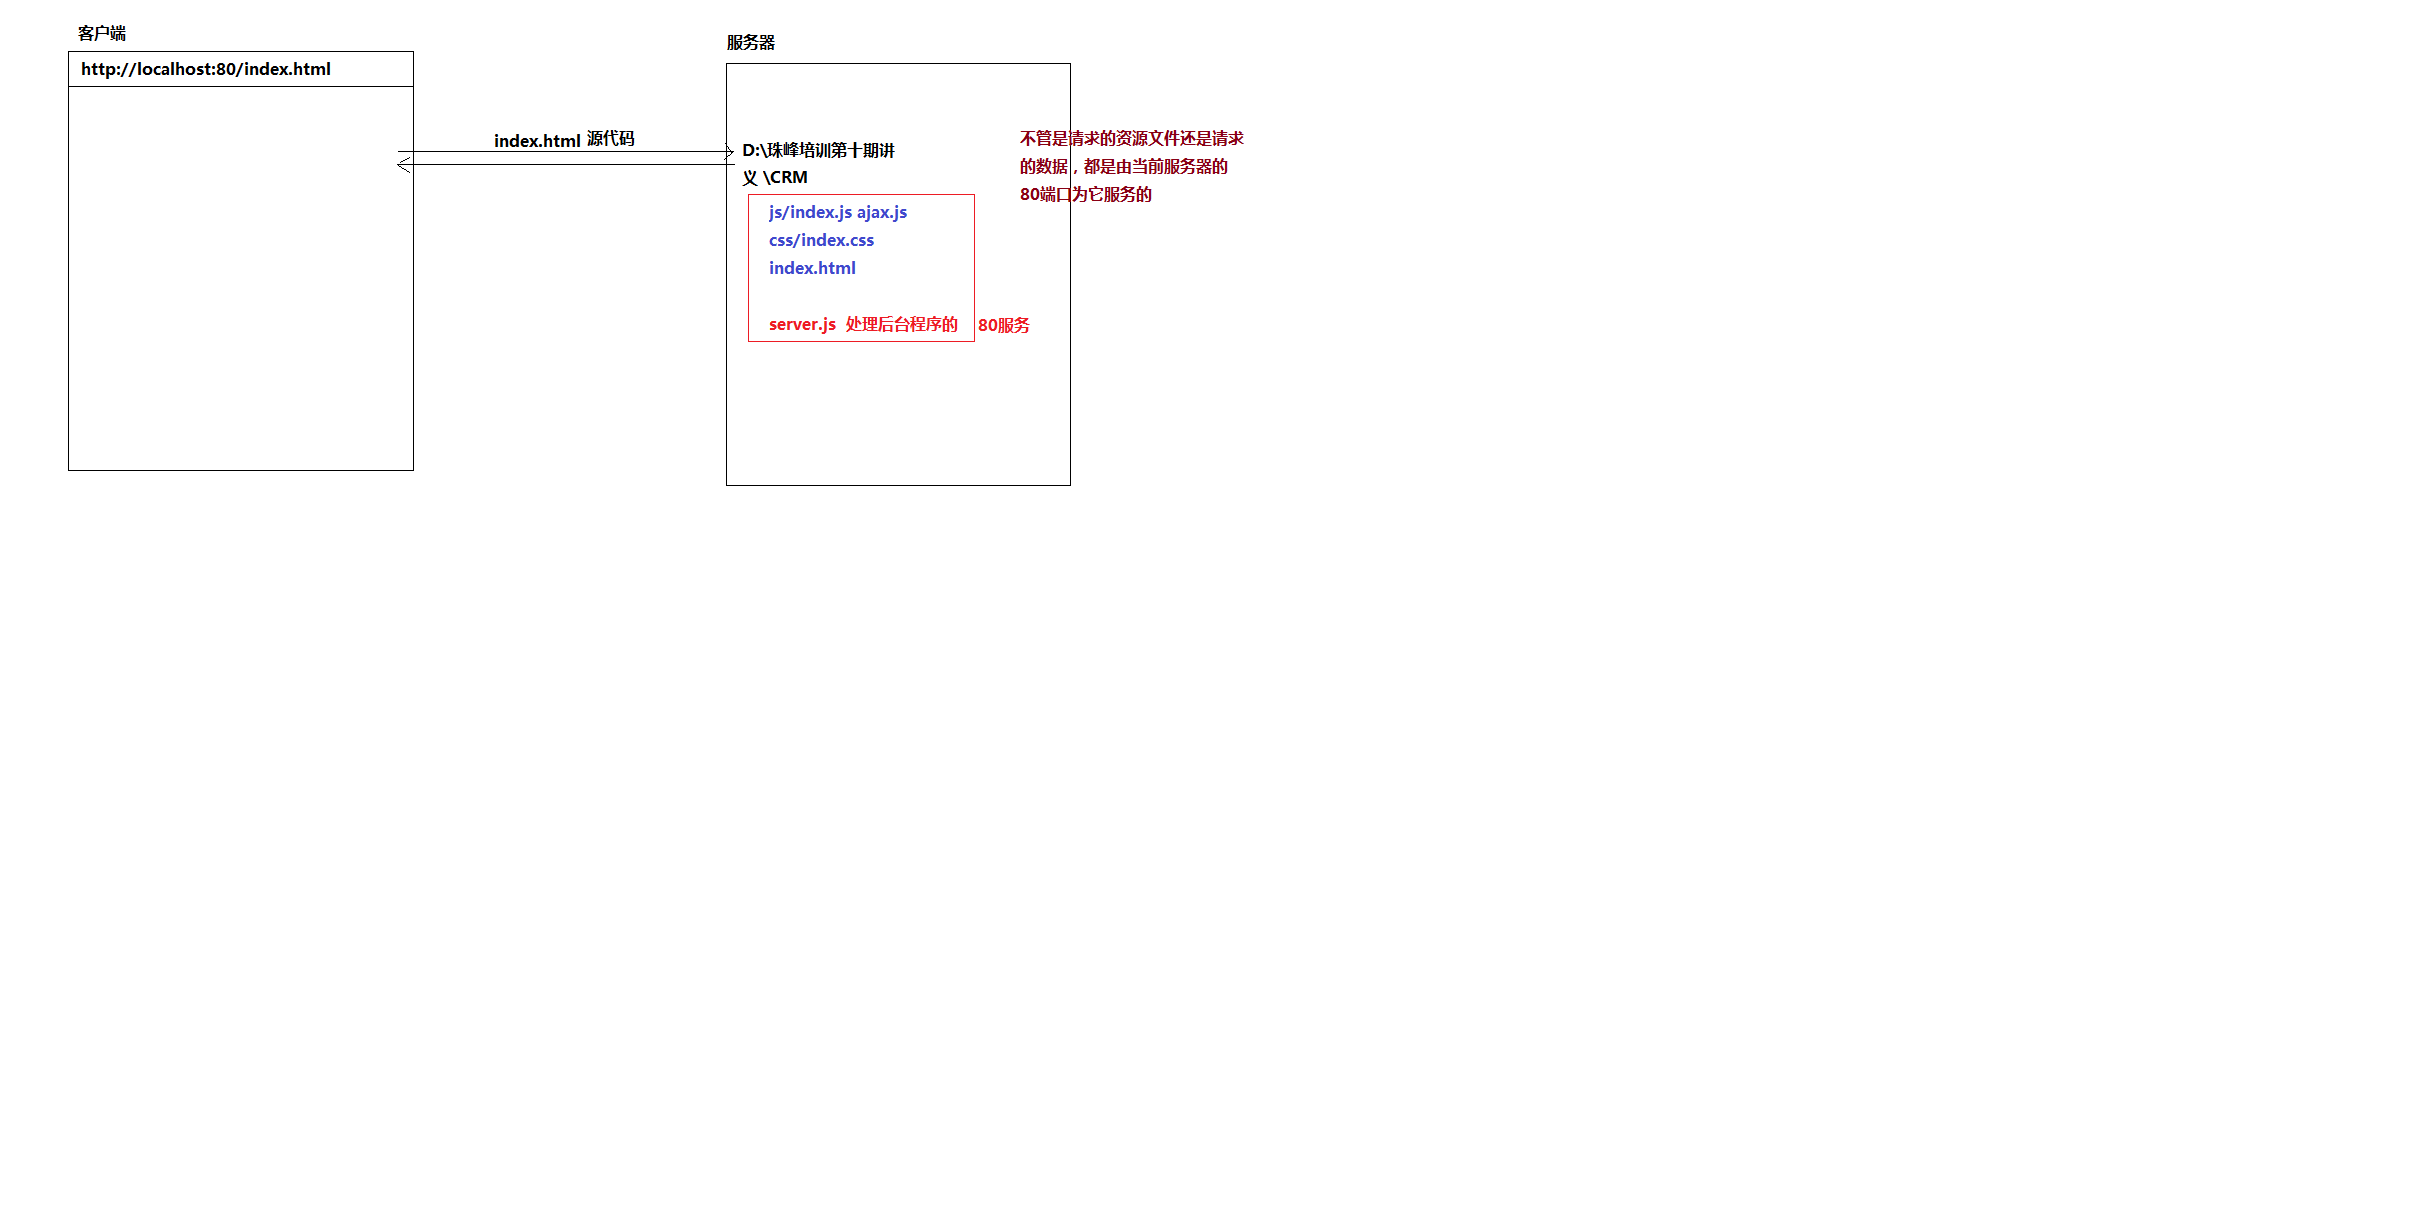 客户端
http://localhost:80/index.html
index.html 源代码
服务器
D:\珠峰培训第十期讲
义 \CRM
js/index.js ajax.js
css/index.css
index.html
server.js 处理后台程序的
80服务
不管是请求的资源文件还是请求
的数据，都是由当前服务器的
80端口为它服务的